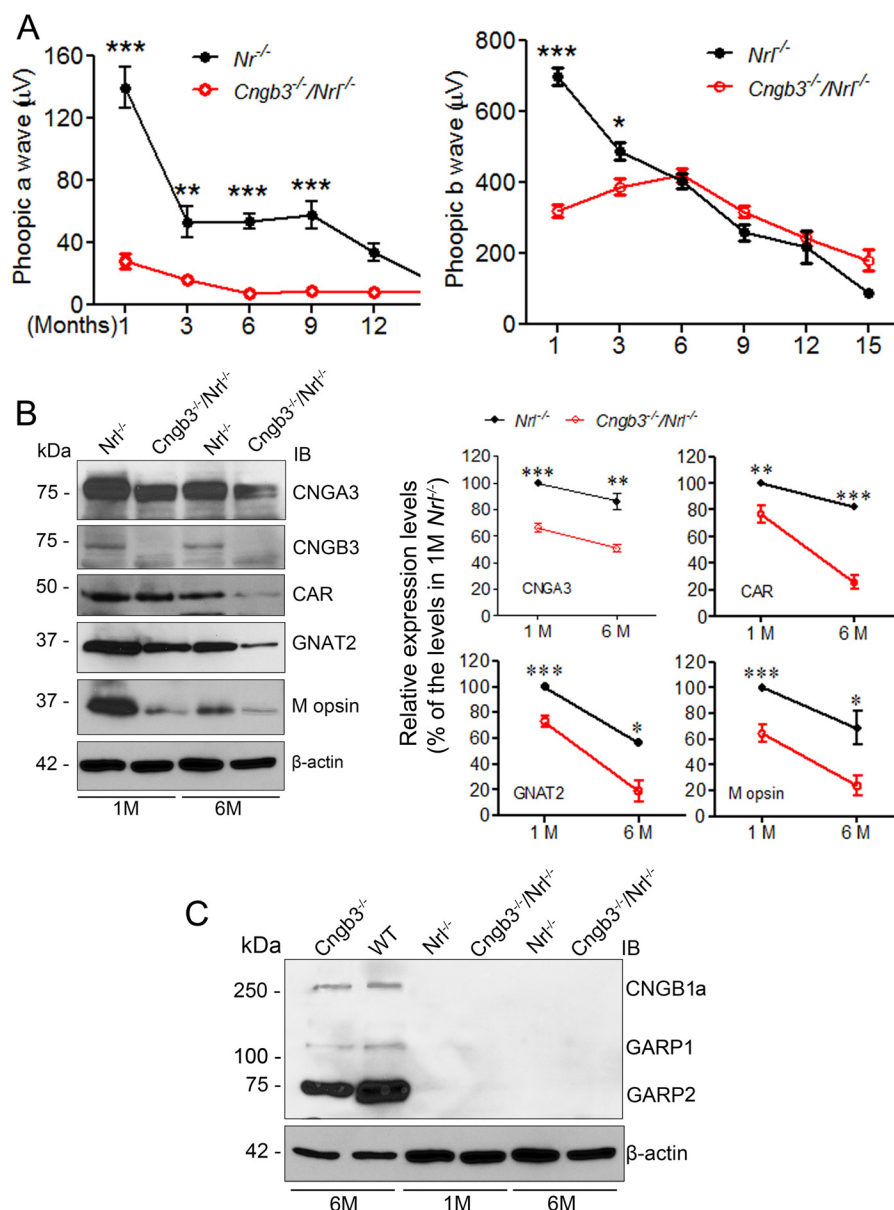 A
160
120
80
40
0
Phoopic a wave (µV)
***
**
***
***
Nr-/-
Cngb3-/-/Nrl-/-
(Months)1
3
6
9
12
800
600
400
200
0
Phoopic b wave (µV)
***
*
Nrl-/-
Cngb3-/-/Nrl-/-
1
3
6
9
12
15
B
kDa
Nrl-/-
Cngb3-/-/Nrl-/-
Nrl-/-
Cngb3-/-/Nrl-/-
IB
75 -
CNGA3
75 -
CNGB3
50 -
CAR
37 -
GNAT2
37 -
M opsin
42 -
β-actin
1M
6M
Relative expression levels
(% of the levels in 1M Nrl-/-)
Nrl-/-
Cngb3-/-/Nrl-/-
120
100
80
60
40
20
0
***
**
CNGA3
1 M
6 M
120
100
80
60
40
20
0
**
***
CAR
1 M
6 M
120
100
80
60
40
20
0
***
*
GNAT2
1 M
6 M
120
100
80
60
40
20
0
***
*
M opsin
1 M
6 M
C
kDa
Cngb3-/-
WT
Nrl-/-
Cngb3-/-/Nrl-/-
Nrl-/-
Cngb3-/-/Nrl-/-
IB
250 -
CNGB1a
GARP1
100 -
75 -
GARP2
42 -
β-actin
6M
1M
6M